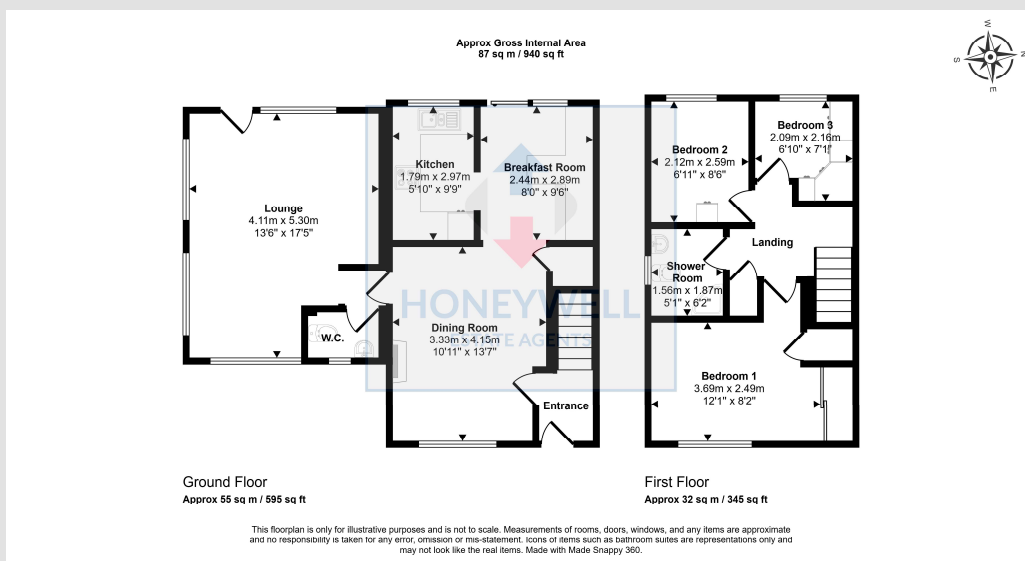 Approx Gross Internal Area
87 sq m / 940 sq ft
W
N
S
E
Lounge
4.11m x 5.30m
13'6" x 17'5"
Kitchen
1.79m x 2.97m
5'10" x 9'9"
Breakfast Room
2.44m x 2.89m
8'0" x 9'6"
W.C.
Dining Room
3.33m x 4.15m
10'11" x 13'7"
Entrance
HONEYWELL
ESTATE AGENTS
Bedroom 2
2.12m x 2.59m
6'11" x 8'6"
Bedroom 3
2.09m x 2.16m
6'10" x 7'1"
Landing
Shower
Room
1.56m x 1.87m
5'1" x 6'2"
Bedroom 1
3.69m x 2.49m
12'1" x 8'2"
Ground Floor
Approx 55 sq m / 595 sq ft
First Floor
Approx 32 sq m / 345 sq ft
This floorplan is only for illustrative purposes and is not to scale. Measurements of rooms, doors, windows, and any items are approximate
and no responsibility is taken for any error, omission or mis-statement. Icons of items such as bathroom suites are representations only and
may not look like the real items. Made with Made Snappy 360.